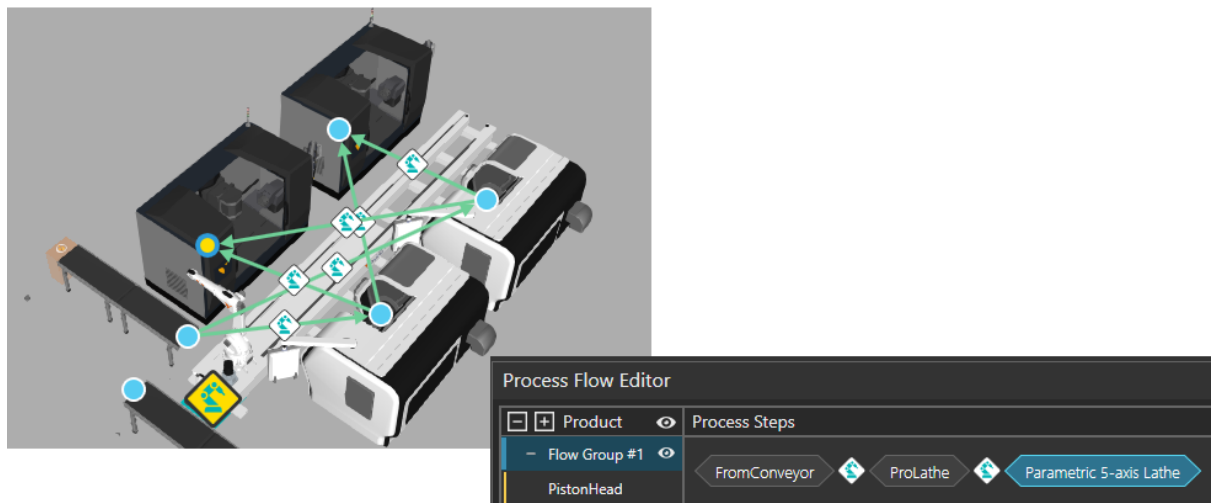 Process Flow Editor
Product
Process Steps
Flow Group #1
FromConveyor
ProLathe
Parametric 5-axis Lathe
PistonHead